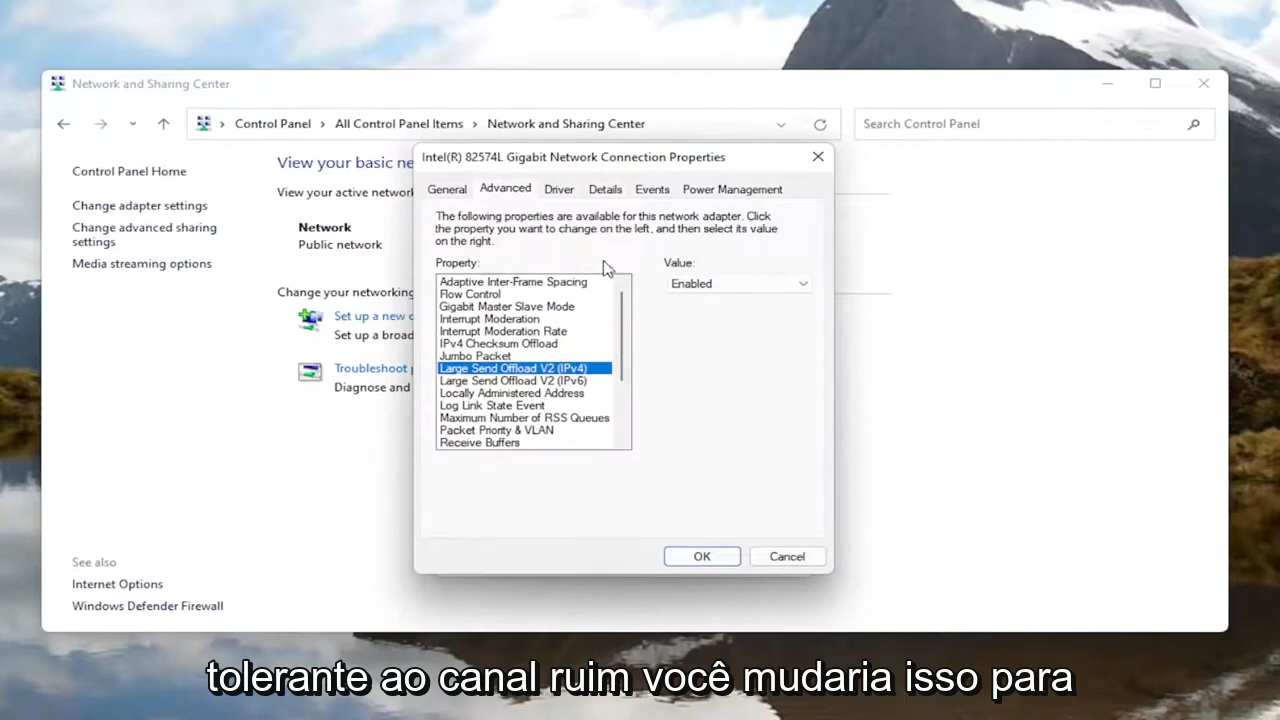 Network and Sharing Center
Control Panel > All Control Panel Items > Network and Sharing Center
Search Control Panel
Control Panel Home
Change adapter settings
Change advanced sharing
settings
Media streaming options
See also
Internet Options
Windows Defender Firewall
View your basic ne
View your active network
Network
Public network
Change your networking
Set up a new c
Set up a broad
Troubleshoot p
Diagnose and
Intel(R) 82574L Gigabit Network Connection Properties
General Advanced Driver Details Events Power Management
The following properties are available for this network adapter. Click
the property you want to change on the left, and then select its value
on the right.
Property:
Adaptive Inter-Frame Spacing
Flow Control
Gigabit Master Slave Mode
Interrupt Moderation
Interrupt Moderation Rate
IPv4 Checksum Offload
Jumbo Packet
Large Send Offload V2 (IPv4)
Large Send Offload V2 (IPv6)
Locally Administered Address
Log Link State Event
Maximum Number of RSS Queues
Packet Priority & VLAN
Receive Buffers
Value:
Enabled
OK Cancel
tolerante ao canal ruim você mudaria isso para